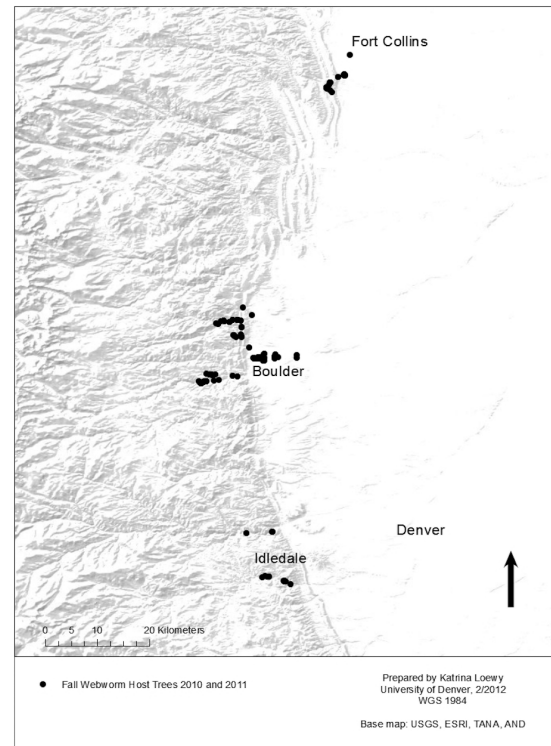 Fort Collins
Boulder
Denver
Idledale
0 5 10 20 Kilometers
Fall Webworm Host Trees 2010 and 2011
Prepared by Katrina Loewy
University of Denver, 2/2012
WGS 1984
Base map: USGS, ESRI, TANA, AND